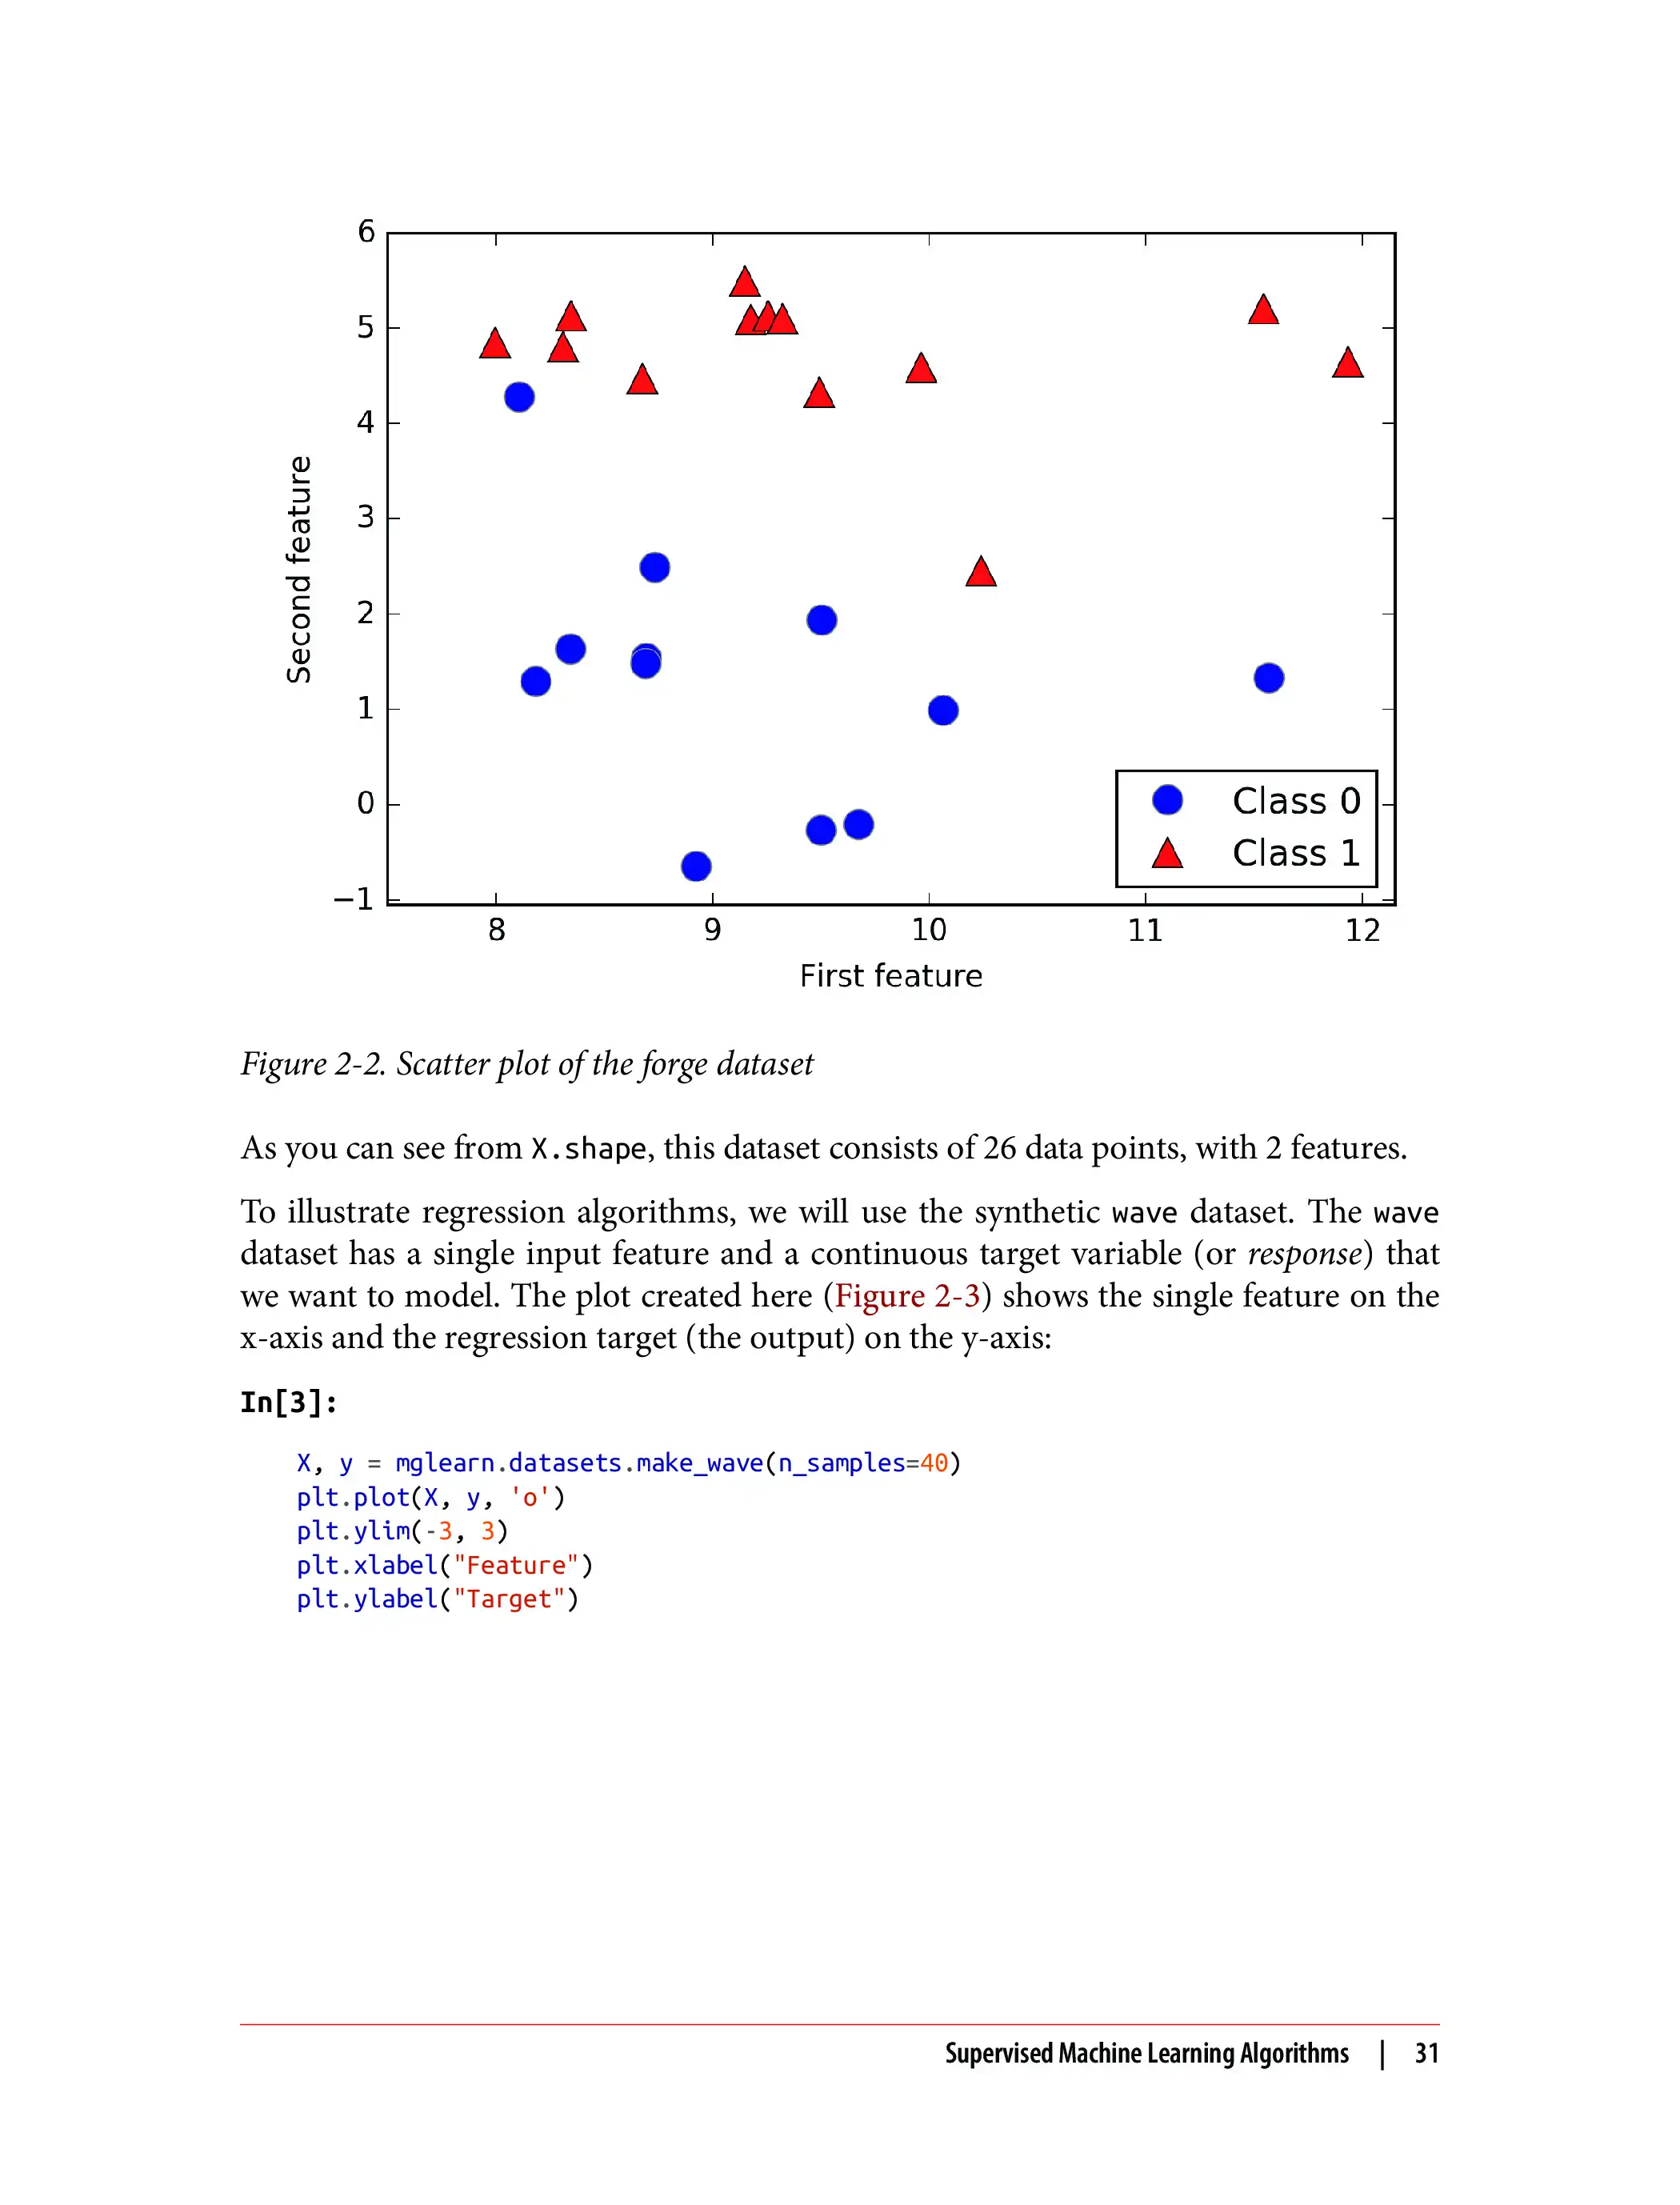 6
5
4
3
2
1
0
−1
Second feature
8 9 10 11 12
First feature
Class 0
Class 1
Figure 2-2. Scatter plot of the forge dataset
As you can see from X.shape, this dataset consists of 26 data points, with 2 features.
To illustrate regression algorithms, we will use the synthetic wave dataset. The wave
dataset has a single input feature and a continuous target variable (or response) that
we want to model. The plot created here (Figure 2-3) shows the single feature on the
x-axis and the regression target (the output) on the y-axis:
In[3]:
X, y = mglearn.datasets.make_wave(n_samples=40)
plt.plot(X, y, 'o')
plt.ylim(-3, 3)
plt.xlabel("Feature")
plt.ylabel("Target")
Supervised Machine Learning Algorithms | 31